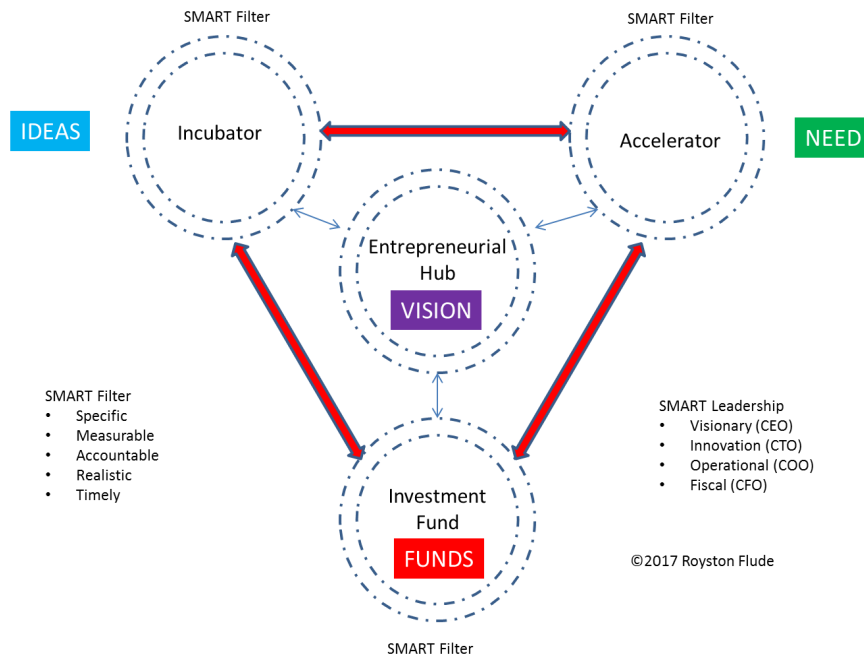 SMART Filter
SMART Filter
IDEAS
Incubator
Accelerator
NEED
Entrepreneurial
Hub
VISION
SMART Filter
• Specific
• Measurable
• Accountable
• Realistic
• Timely
SMART Leadership
• Visionary (CEO)
• Innovation (CTO)
• Operational (COO)
• Fiscal (CFO)
Investment
Fund
FUNDS
©2017 Royston Flude
SMART Filter